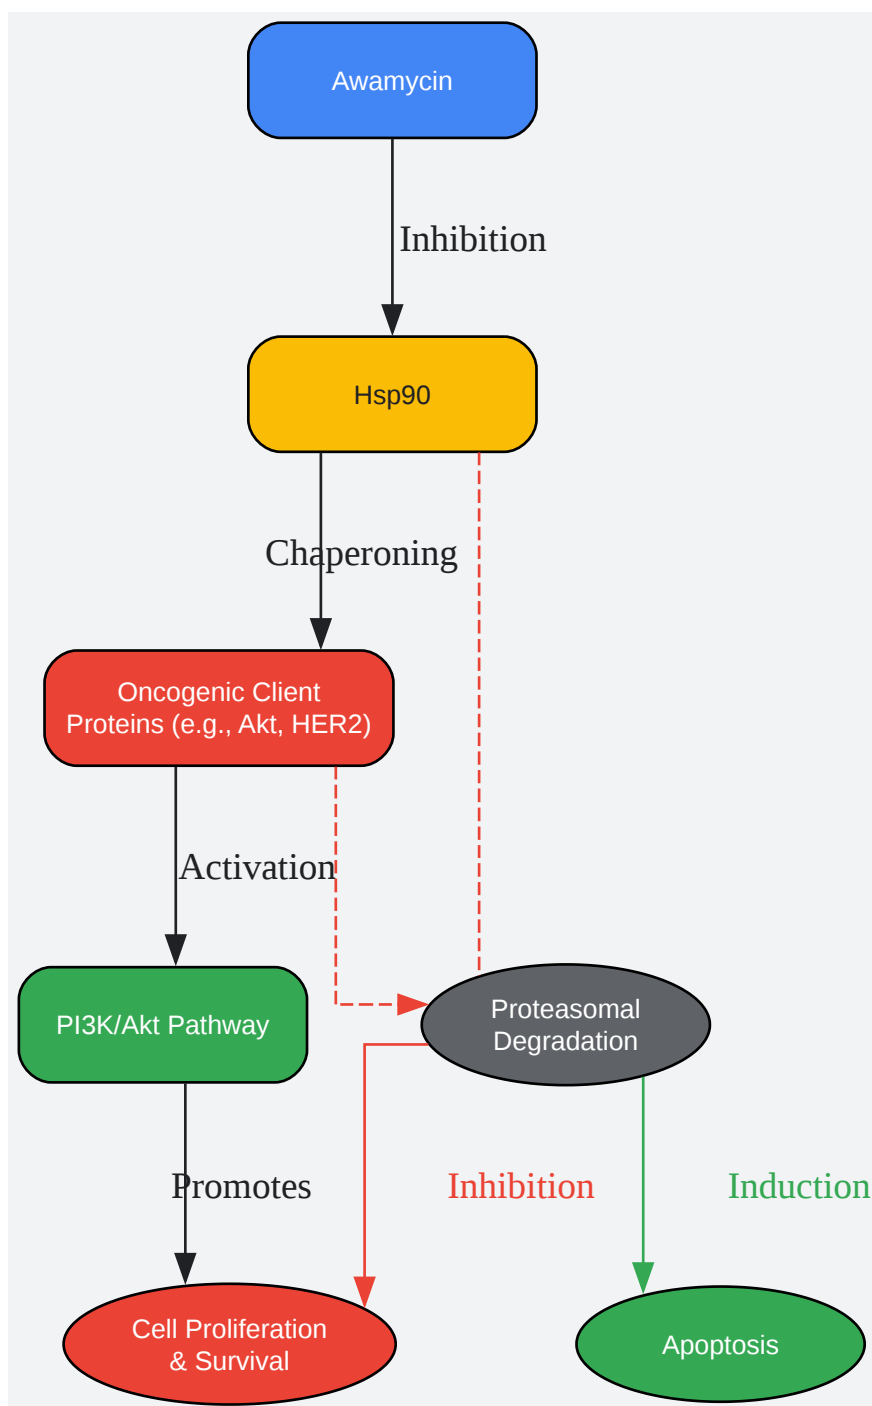 Awamycin
Inhibition
Hsp90
Chaperoning
Oncogenic Client
Proteins (e.g., Akt, HER2)
Activation
PI3K/Akt Pathway
Proteasomal
Degradation
Promotes
Inhibition
Induction
Cell Proliferation
& Survival
Apoptosis